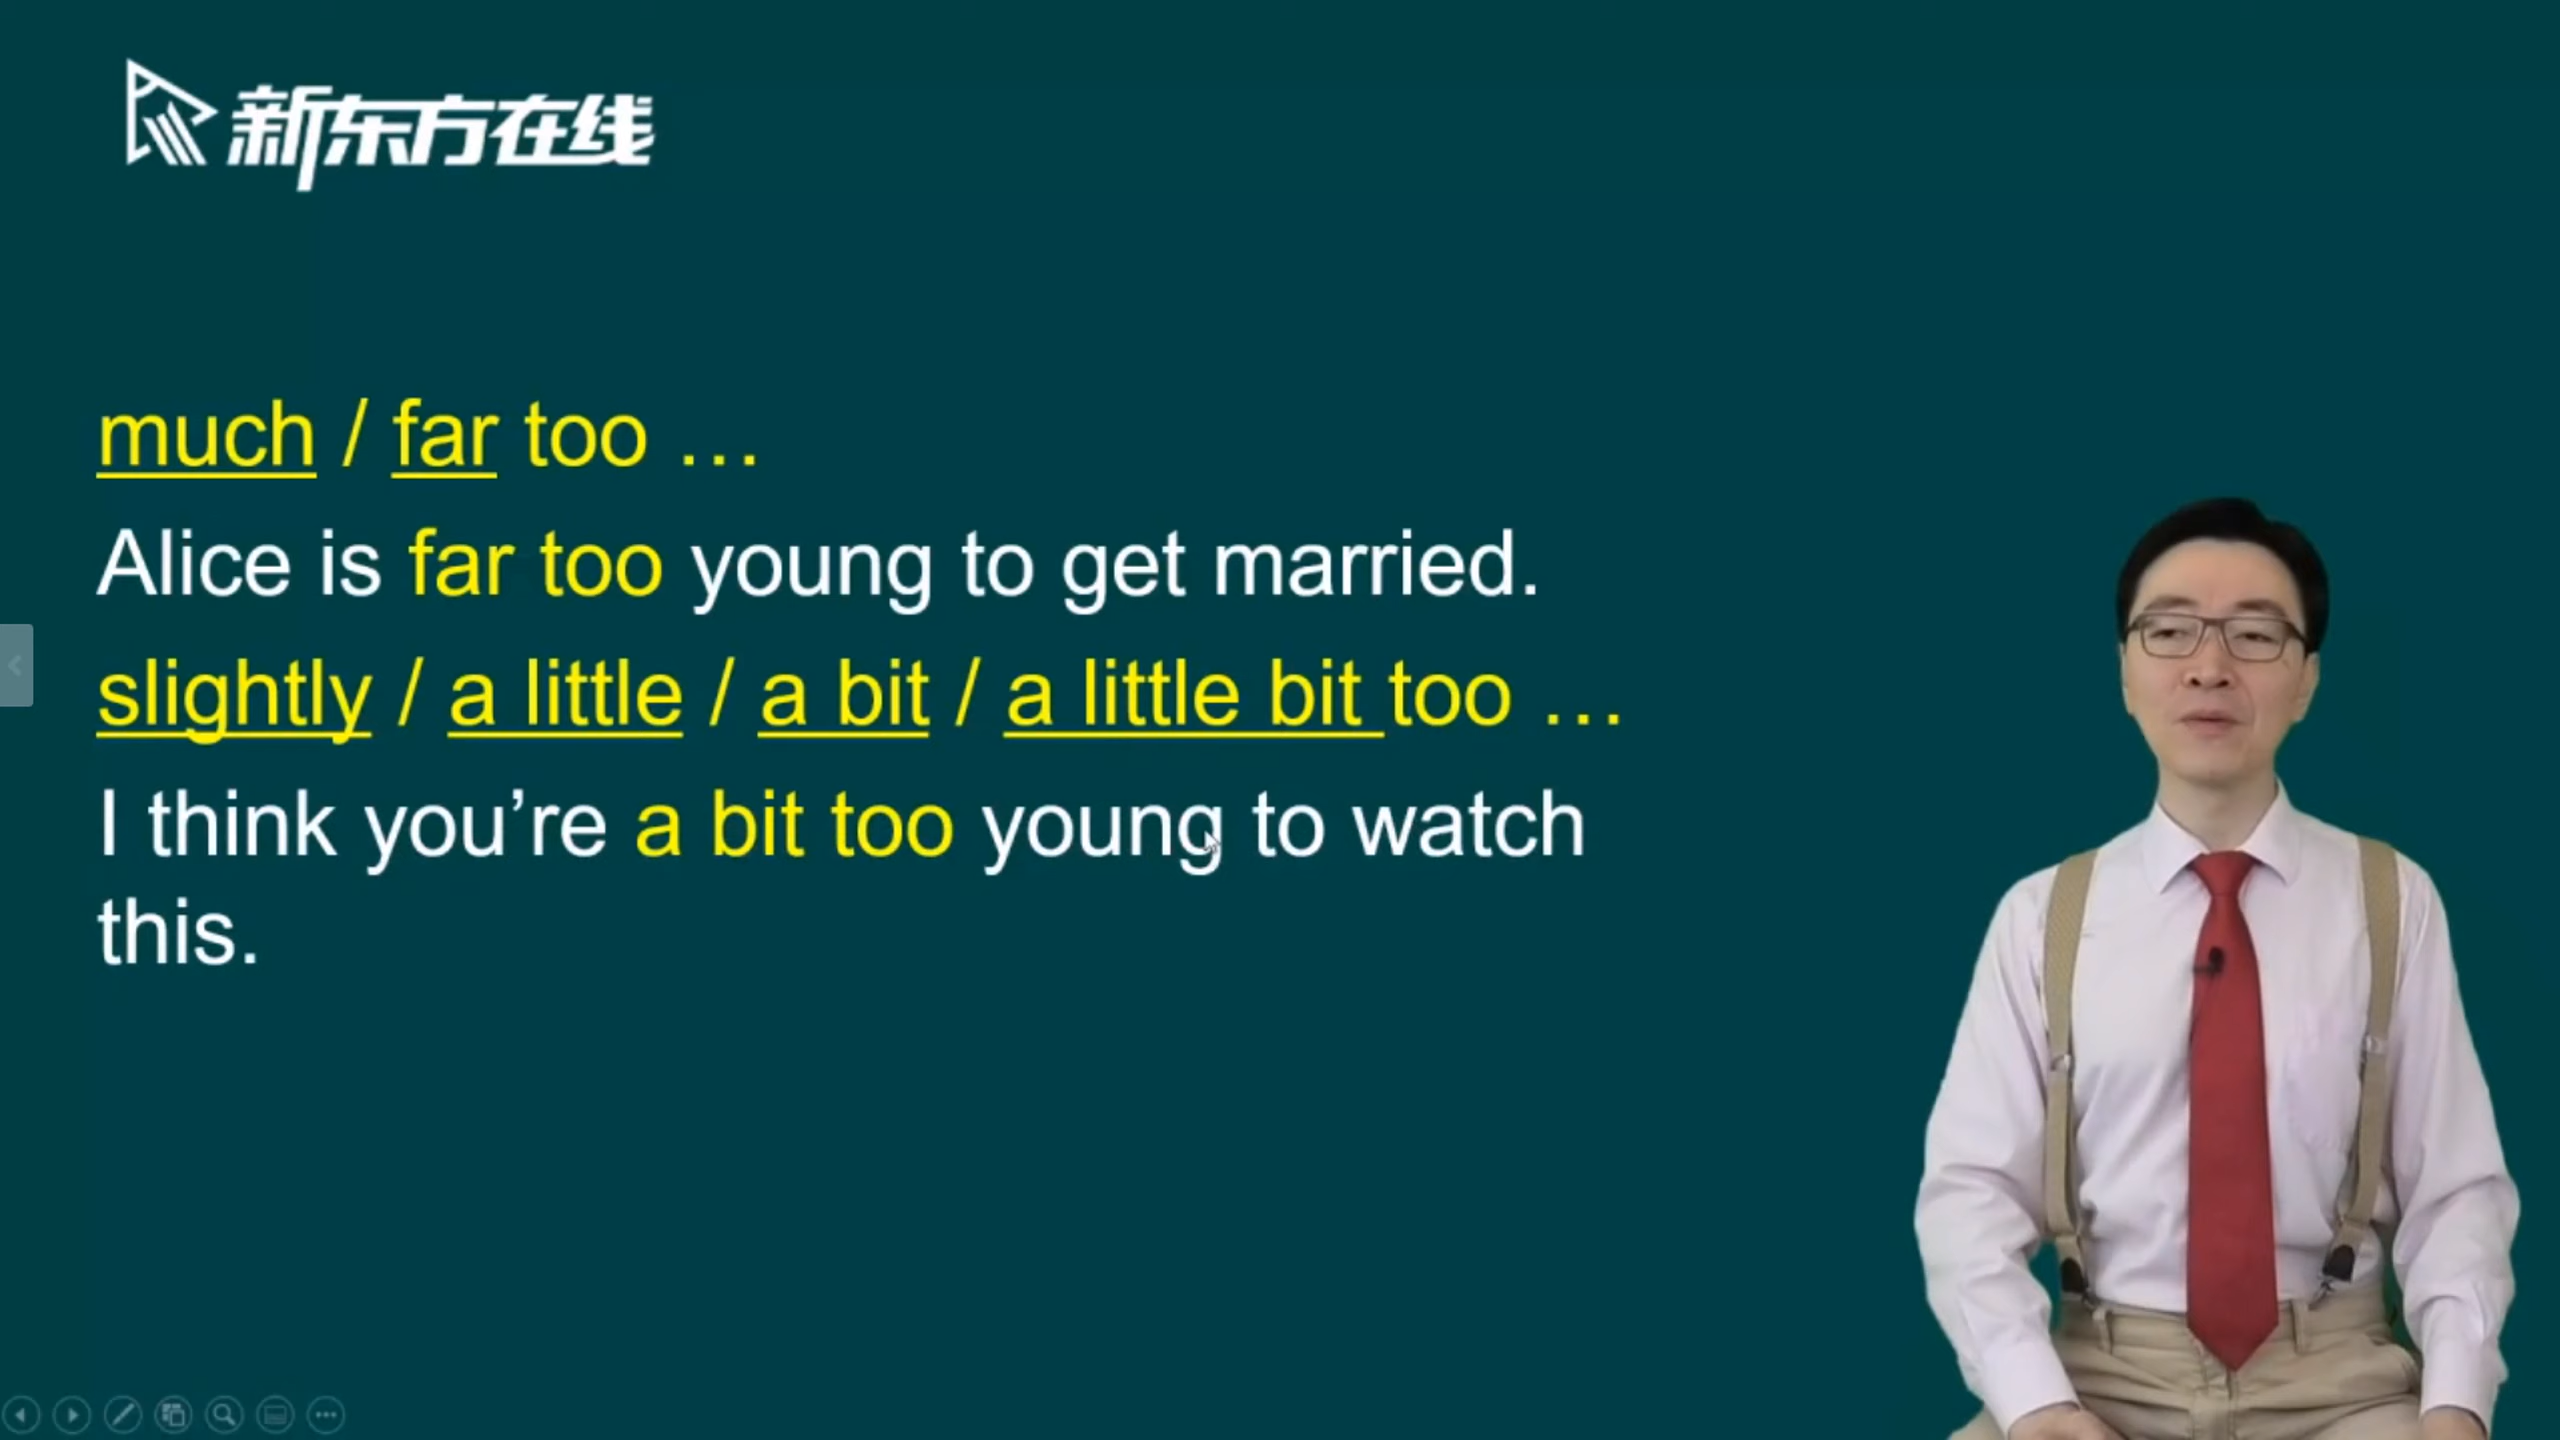 新东方在线
much / far too …
Alice is far too young to get married.
slightly / a little / a bit / a little bit too …
I think you’re a bit too young to watch
this.